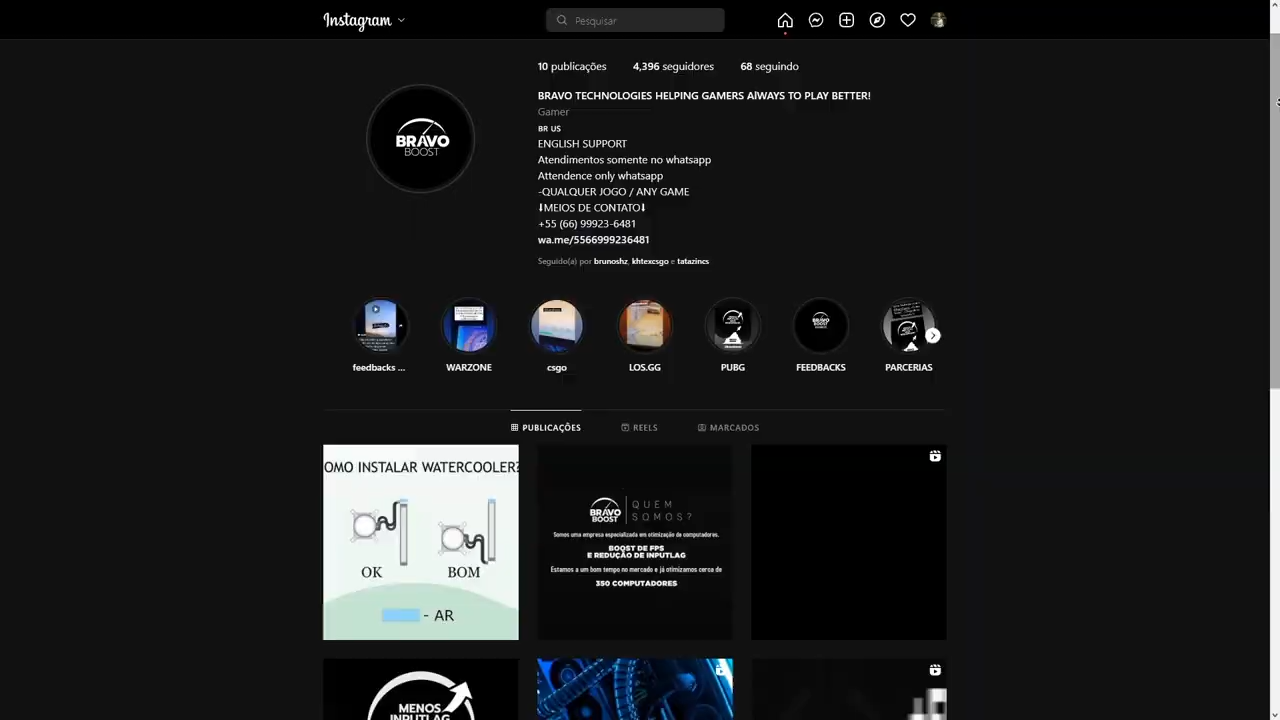 Instagram
Pesquisar
10 publicações 4,396 seguidores 68 seguindo
BRAVO TECHNOLOGIES HELPING GAMERS AlWAYS TO PLAY BETTER!
Gamer
BR US
ENGLISH SUPPORT
Atendimentos somente no whatsapp
Attendence only whatsapp
-QUALQUER JOGO / ANY GAME
⬇MEIOS DE CONTATO⬇
+55 (66) 99923-6481
wa.me/5566999236481
Seguido(a) por brunoshz, khtexcsgo e tatazincs
BRAVO
BOOST
feedbacks ... WARZONE csgo LOS.GG PUBG FEEDBACKS PARCERIAS
PUBLICAÇÕES REELS MARCADOS
OMO INSTALAR WATERCOOLER?
OK BOM
- AR
BRAVO
BOOST
QUEM
SOMOS?
Somos uma empresa especializada em otimização de computadores.
BOOST DE FPS
E REDUÇÃO DE INPUTLAG
Estamos a um bom tempo no mercado e já otimizamos cerca de
350 COMPUTADORES
MENOS
INPUTLAG